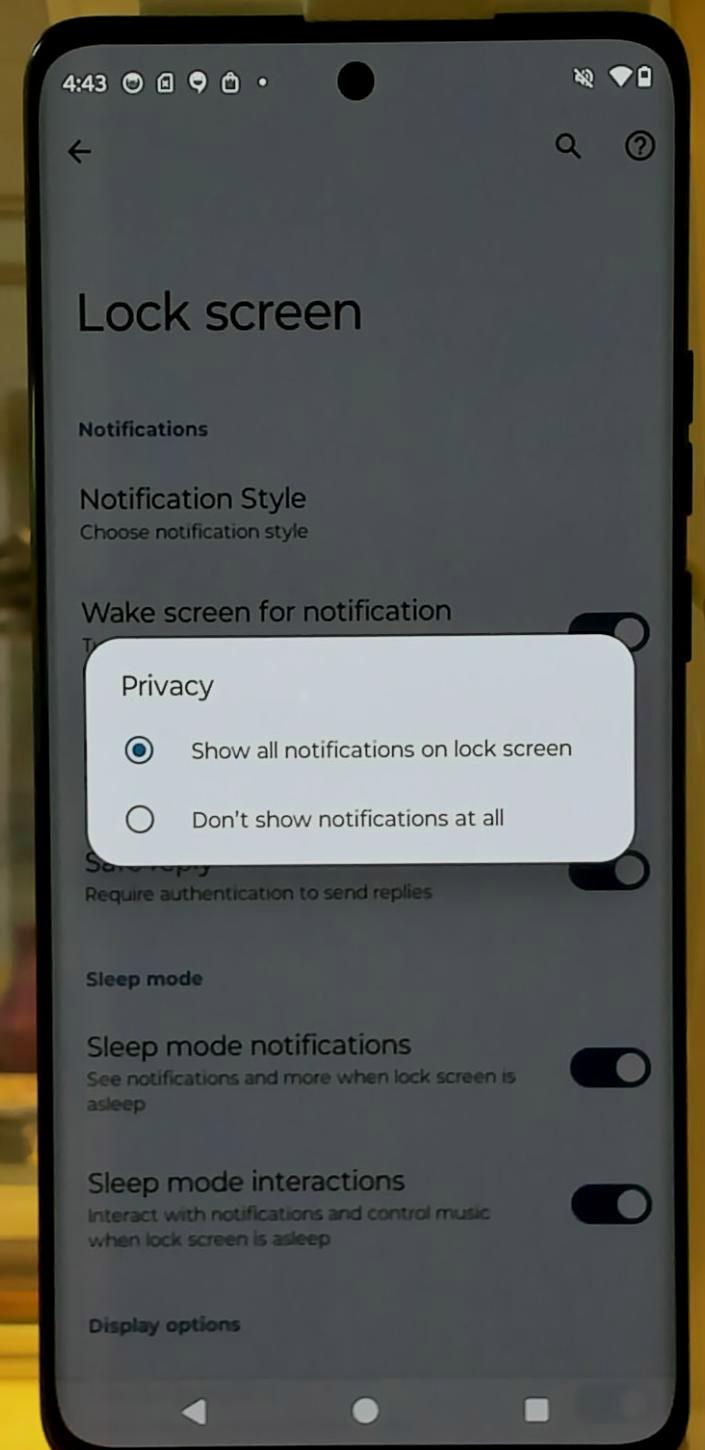 4:43
Lock screen
Notifications
Notification Style
Choose notification style
Wake screen for notification
Privacy
Show all notifications on lock screen
Don't show notifications at all
Require authentication to send replies
Sleep mode
Sleep mode notifications
See notifications and more when lock screen is
asleep
Sleep mode interactions
Interact with notifications and control music
when lock screen is asleep
Display options